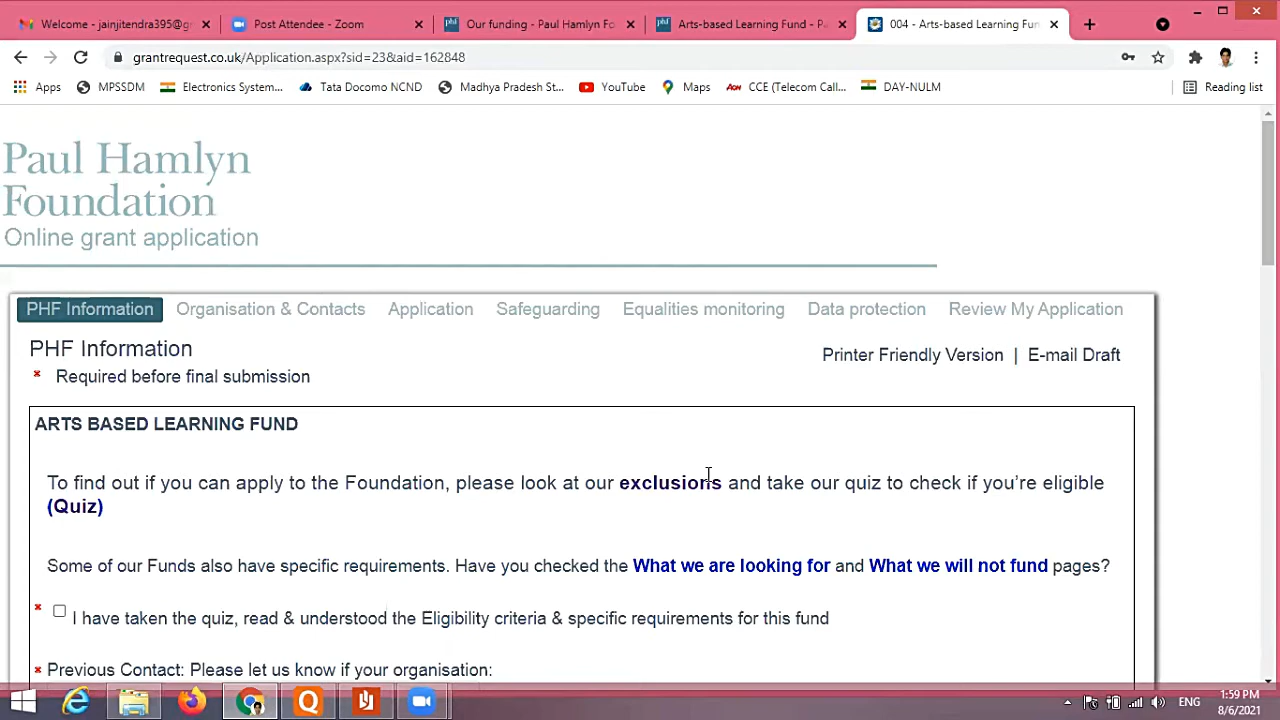 Welcome - jainjitendra395@g
Post Attendee - Zoom
Our funding - Paul Hamlyn Fo
Arts-based Learning Fund - P
004 - Arts-based Learning Fun
grantrequest.co.uk/Application.aspx?sid=23&aid=162848
Apps MPSSDM Electronics System... Tata Docomo NCND Madhya Pradesh St... YouTube Maps CCE (Telecom Call... DAY-NULM Reading list
Paul Hamlyn
Foundation
Online grant application
PHF Information Organisation & Contacts Application Safeguarding Equalities monitoring Data protection Review My Application
PHF Information
Printer Friendly Version | E-mail Draft
Required before final submission
ARTS BASED LEARNING FUND
To find out if you can apply to the Foundation, please look at our exclusions and take our quiz to check if you're eligible
(Quiz)
Some of our Funds also have specific requirements. Have you checked the What we are looking for and What we will not fund pages?
I have taken the quiz, read & understood the Eligibility criteria & specific requirements for this fund
Previous Contact: Please let us know if your organisation:
ENG
1:59 PM
8/6/2021